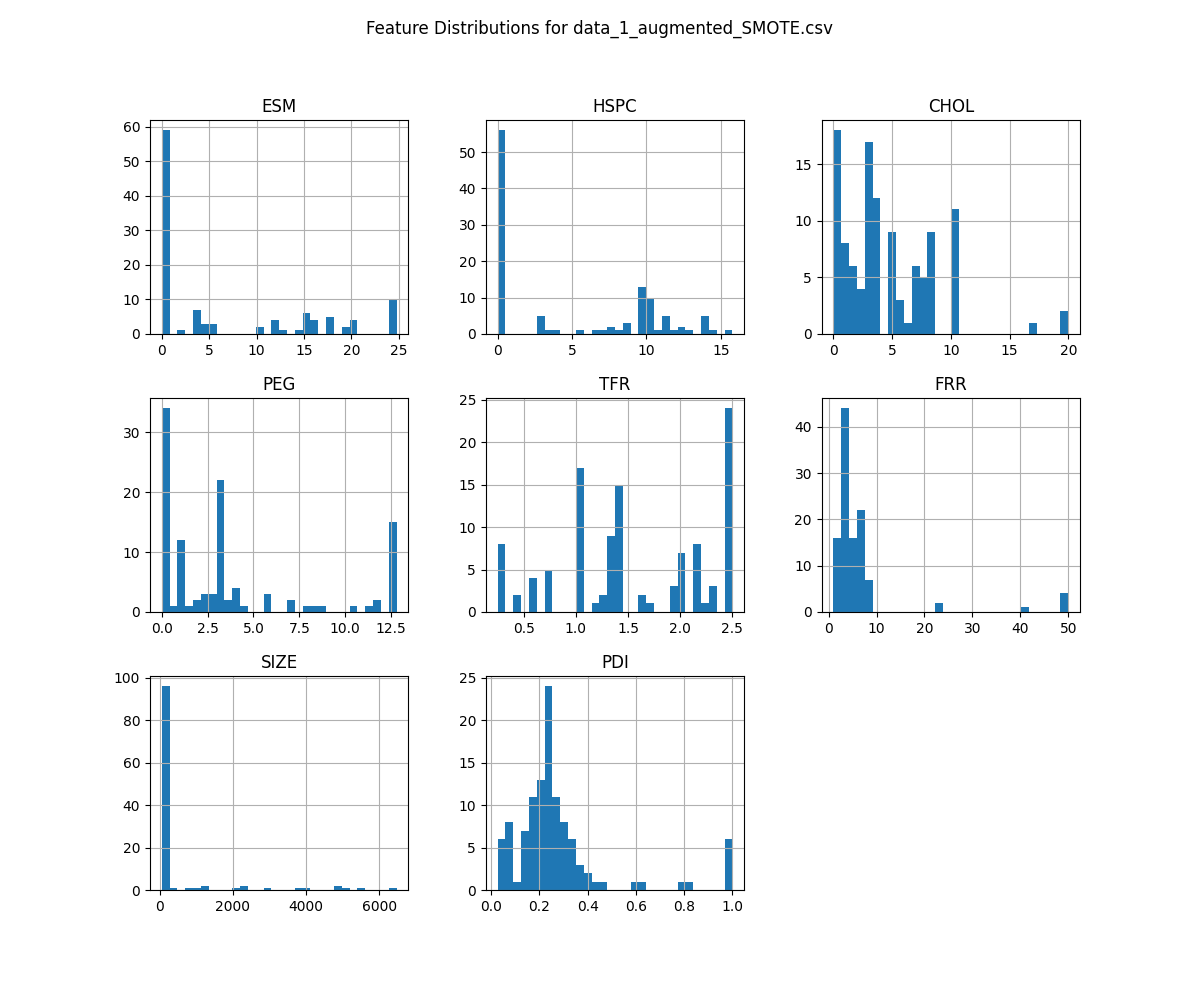 Feature Distributions for data_1_augmented_SMOTE.csv
ESM
HSPC
CHOL
60
50
40
30
20
10
0
0 5 10 15 20 25
50
40
30
20
10
0
0 5 10 15
15
10
5
0
0 5 10 15 20
PEG
TFR
FRR
30
20
10
0
0.0 2.5 5.0 7.5 10.0 12.5
25
20
15
10
5
0
0.5 1.0 1.5 2.0 2.5
40
30
20
10
0
0 10 20 30 40 50
SIZE
PDI
100
80
60
40
20
0
0 2000 4000 6000
25
20
15
10
5
0
0.0 0.2 0.4 0.6 0.8 1.0